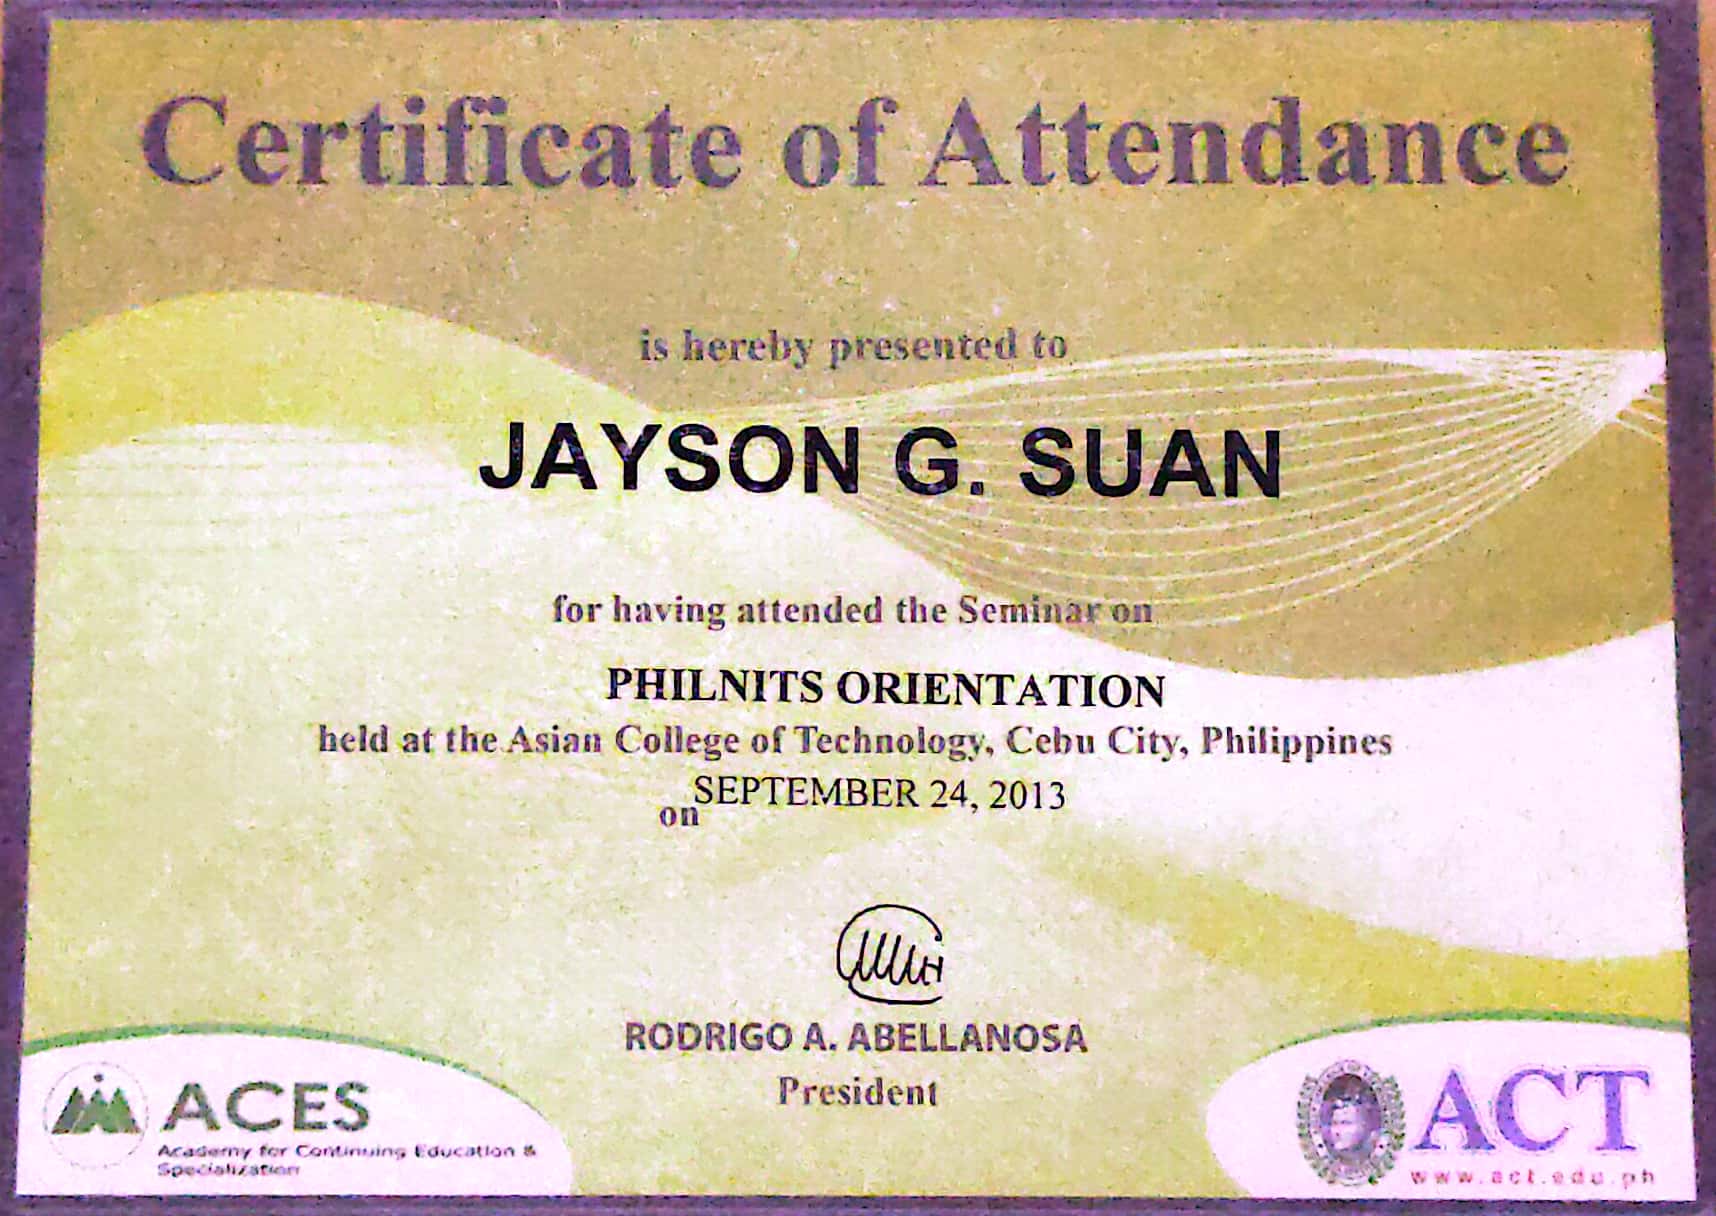 Certificate of Attendance
is hereby presented to
JAYSON G. SUAN
for having attended the Seminar on
PHILNITS ORIENTATION
held at the Asian College of Technology, Cebu City, Philippines
on SEPTEMBER 24, 2013
RODRIGO A. ABELLANOSA
President
ACES
Academy for Continuing Education &
Specialization
ACT
www.act.edu.ph